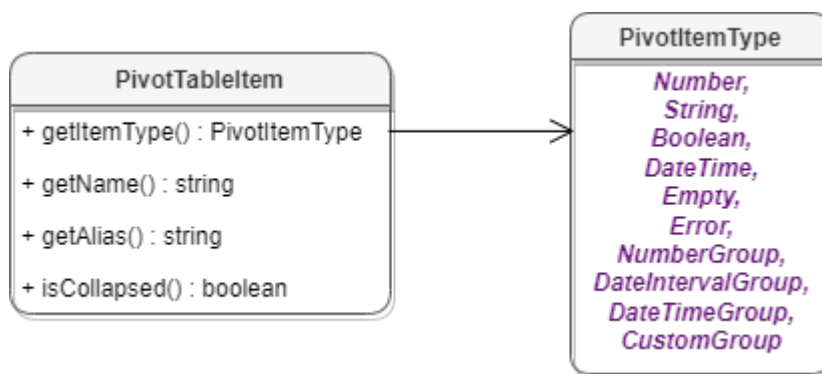 PivotTableItem
+ getItemType() : PivotItemType
+ getName() : string
+ getAlias() : string
+ isCollapsed() : boolean
PivotItemType
Number,
String,
Boolean,
DateTime,
Empty,
Error,
NumberGroup,
DateIntervalGroup,
DateTimeGroup,
CustomGroup